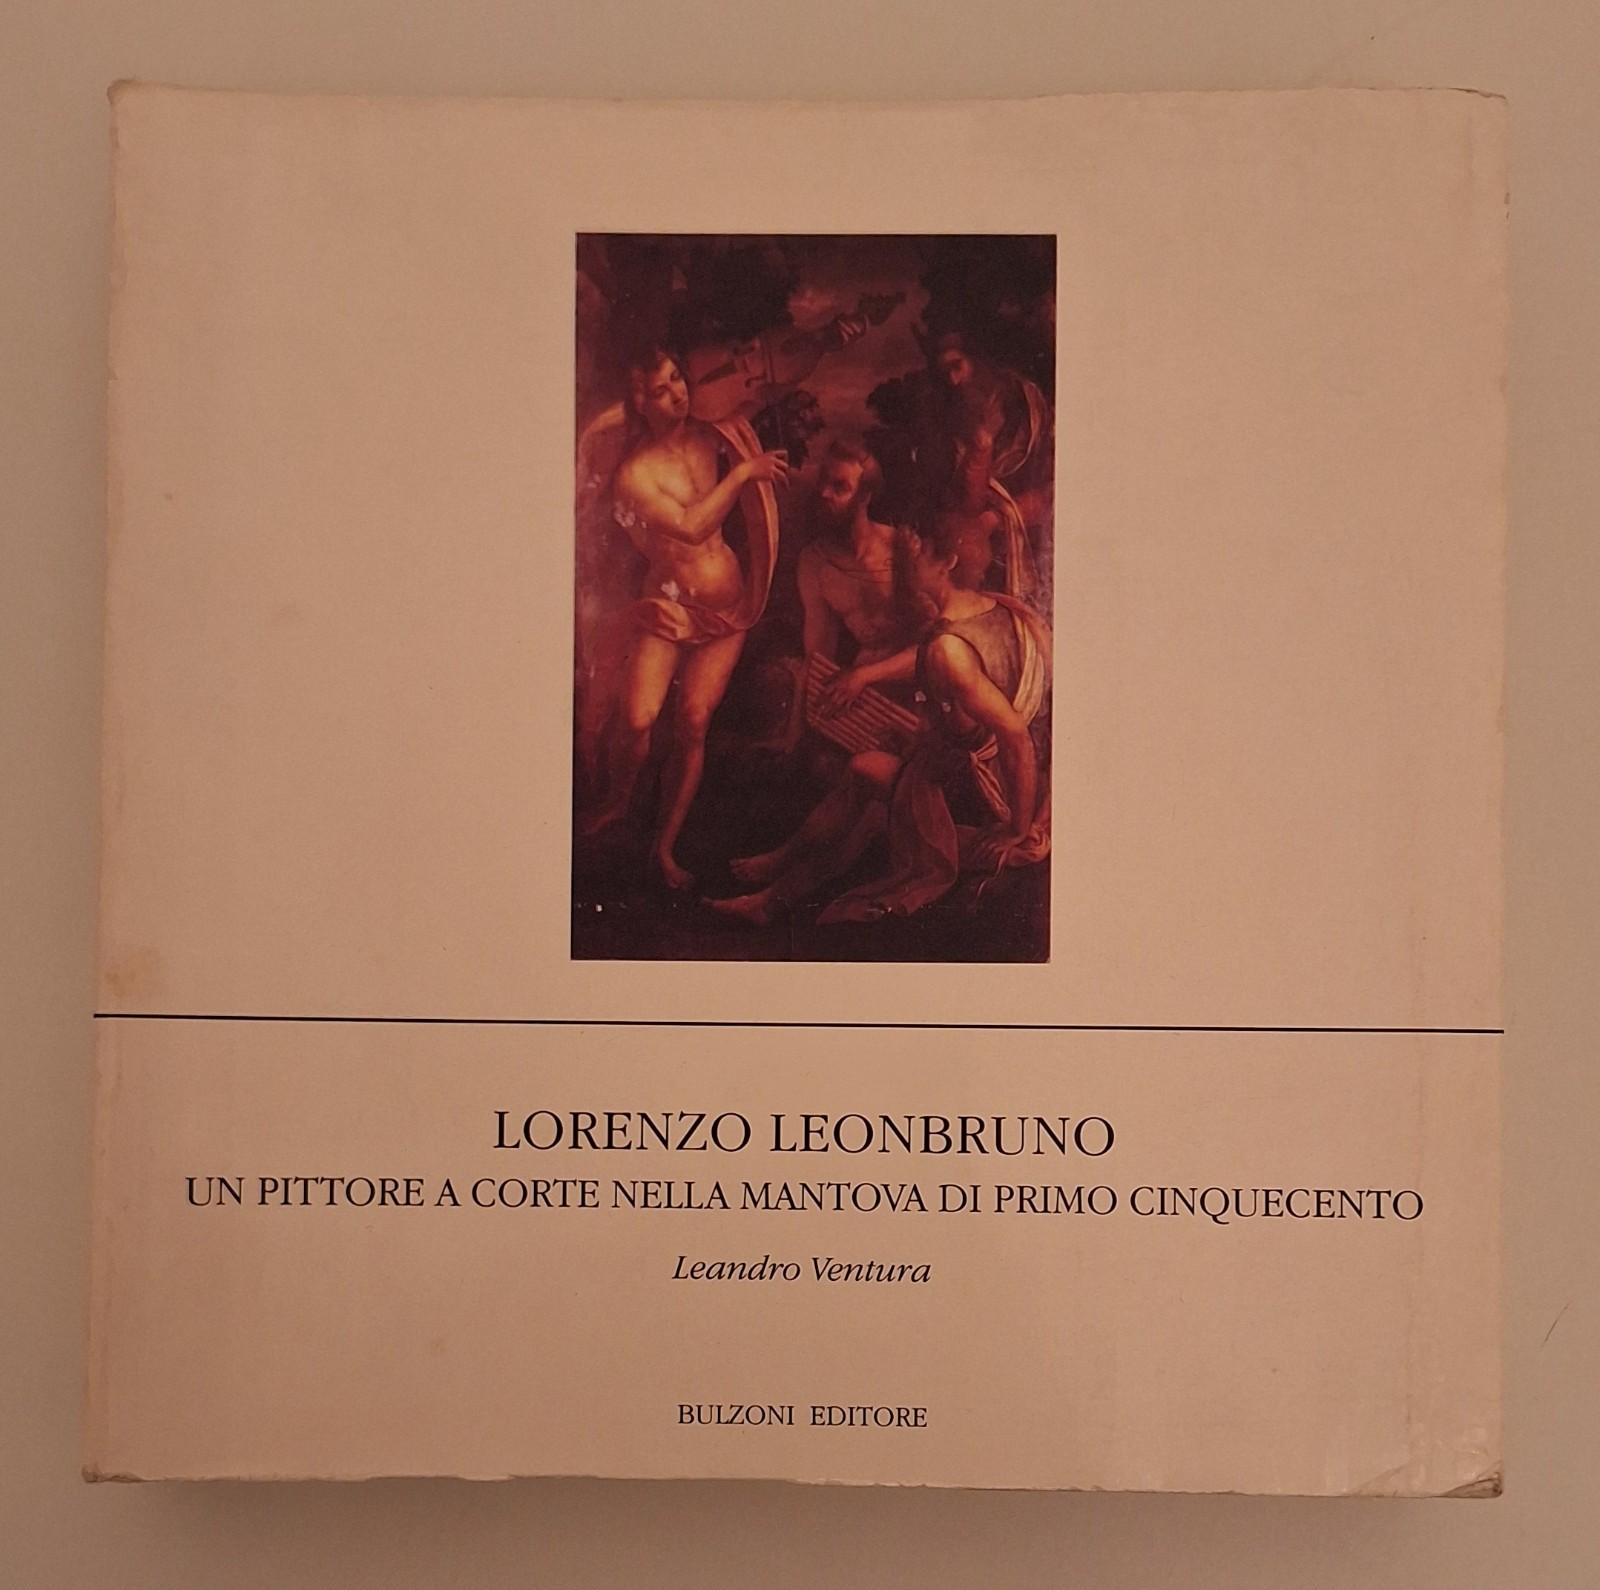 LORENZO LEONBRUNO
UN PITTORE A CORTE NELLA MANTOVA DI PRIMO CINQUECENTO
Leandro Ventura
BULZONI EDITORE